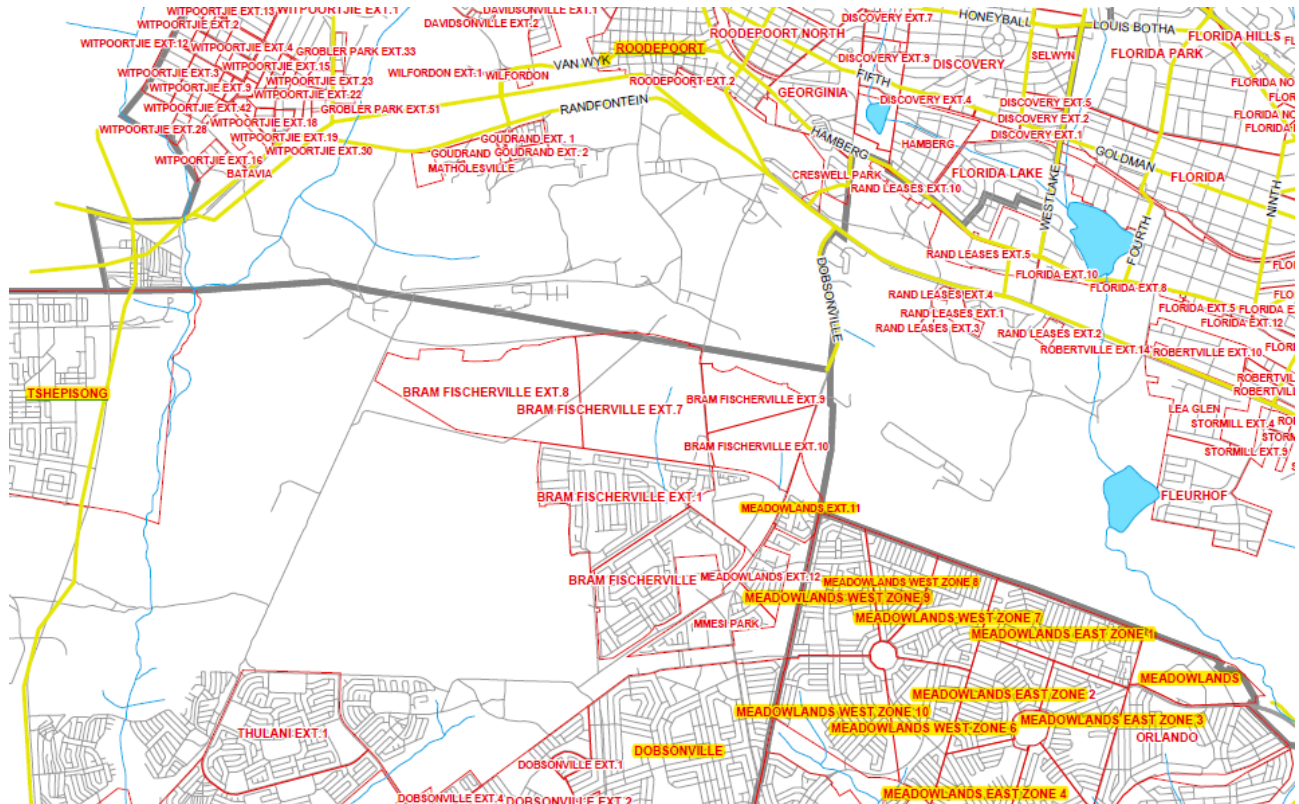 WITPOORTJIE EXT.13
WITPOORTJIE EXT.1
WITPOORTJIE EXT.2
WITPOORTJIE EXT.12
WITPOORTJIE EXT.4
GROBLER PARK EXT.33
WITPOORTJIE EXT.15
WITPOORTJIE EXT.3
GROBLER PARK EXT.23
WITPOORTJIE EXT.9
WITPOORTJIE EXT.22
WITPOORTJIE EXT.42
GROBLER PARK EXT.51
WITPOORTJIE EXT.18
WITPOORTJIE EXT.28
WITPOORTJIE EXT.19
WITPOORTJIE EXT.30
WITPOORTJIE EXT.16
BATAVIA
DAVIDSONVILLE EXT.1
DAVIDSONVILLE EXT.2
ROODEPOORT
VAN WYK
WILFORDON EXT.1
WILFORDON
ROODEPOORT EXT.2
RANDFONTEIN
GOUDRAND EXT. 1
GOUDRAND
GOUDRAND EXT. 2
MATHOLESVILLE
ROODEPOORT NORTH
DISCOVERY EXT.7
HONEYBALL
LOUIS BOTHA
FLORIDA HILLS
SELWYN
FLORIDA PARK
DISCOVERY EXT.9
DISCOVERY
FIFTH
GEORGINIA
DISCOVERY EXT.4
DISCOVERY EXT.5
DISCOVERY EXT.2
DISCOVERY EXT.1
HAMBERG
HAMBERG
GOLDMAN
FLORIDA
CRESWELL PARK
FLORIDA LAKE
RAND LEASES EXT.10
WESTLAKE
FOURTH
NINTH
RAND LEASES EXT.5
FLORIDA EXT.10
FLORIDA EXT.8
DOBSONVILLE
RAND LEASES EXT.4
RAND LEASES EXT.1
RAND LEASES EXT.3
RAND LEASES EXT.2
FLORIDA EXT.5
FLORIDA EXT.12
ROBERTVILLE EXT.14
ROBERTVILLE EXT.10
LEA GLEN
STORMILL EXT.4
STORMILL EXT.9
FLEURHOF
TSHEPISONG
BRAM FISCHERVILLE EXT.8
BRAM FISCHERVILLE EXT.7
BRAM FISCHERVILLE EXT.9
BRAM FISCHERVILLE EXT.10
BRAM FISCHERVILLE EXT.1
MEADOWLANDS EXT.11
BRAM FISCHERVILLE
MEADOWLANDS EXT.12
MEADOWLANDS WEST ZONE 8
MEADOWLANDS WEST ZONE 9
MMESI PARK
MEADOWLANDS WEST ZONE 7
MEADOWLANDS EAST ZONE 1
MEADOWLANDS
MEADOWLANDS EAST ZONE 2
MEADOWLANDS WEST ZONE 10
MEADOWLANDS WEST ZONE 6
MEADOWLANDS EAST ZONE 3
ORLANDO
THULANI EXT.1
DOBSONVILLE
DOBSONVILLE EXT.1
DOBSONVILLE EXT.4
DOBSONVILLE EXT.2
MEADOWLANDS EAST ZONE 4